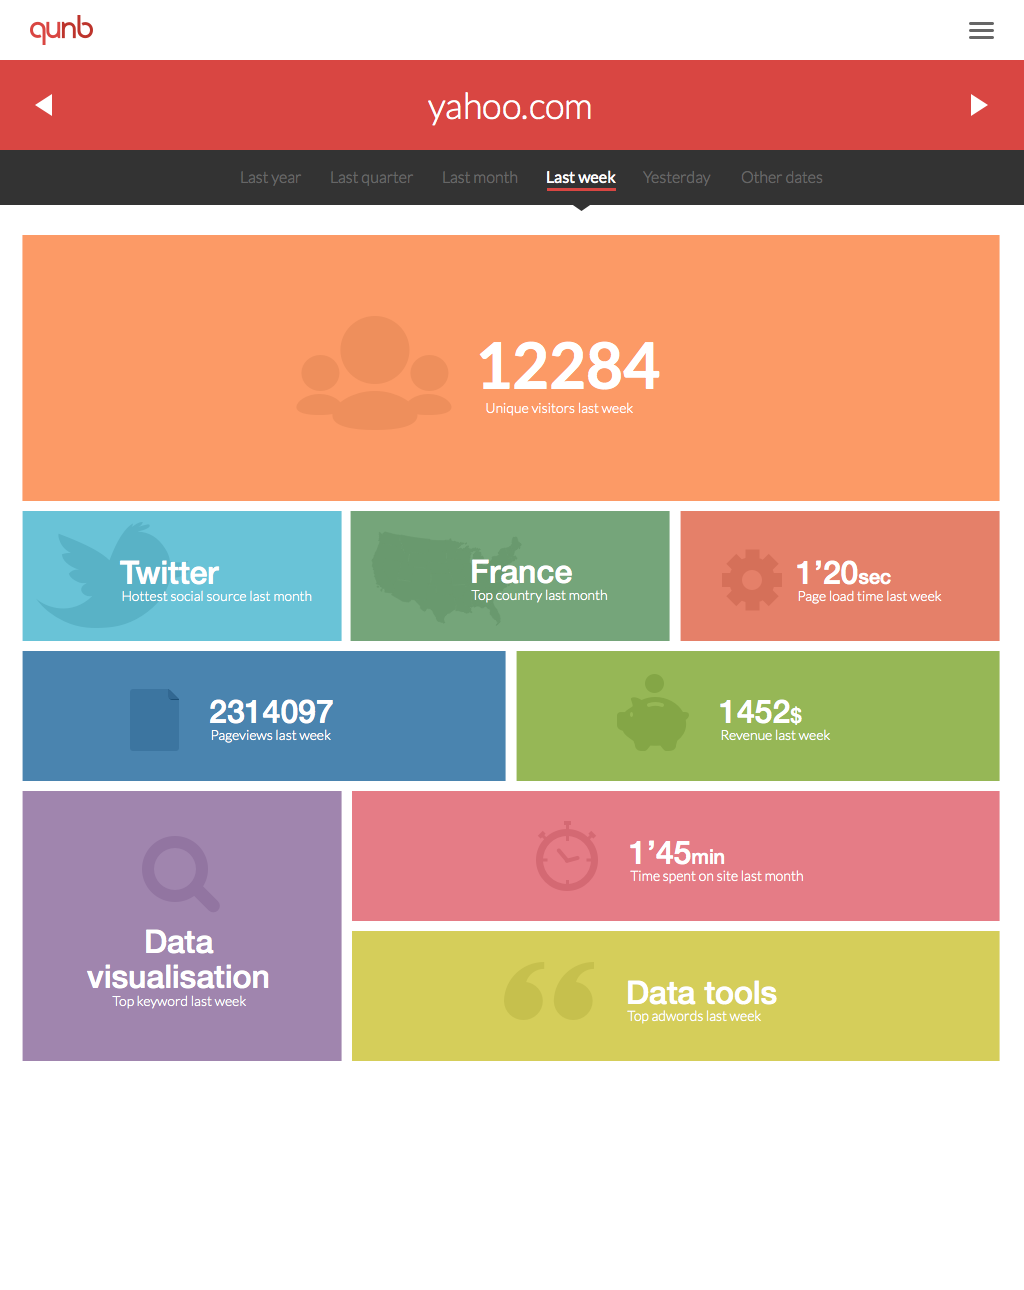 qunb
yahoo.com
Last year Last quarter Last month Last week Yesterday Other dates
12284
Unique visitors last week
Twitter
Hottest social source last month
France
Top country last month
1’20sec
Page load time last week
2314097
Pageviews last week
1452$
Revenue last week
Data
visualisation
Top keyword last week
1’45min
Time spent on site last month
Data tools
Top adwords last week